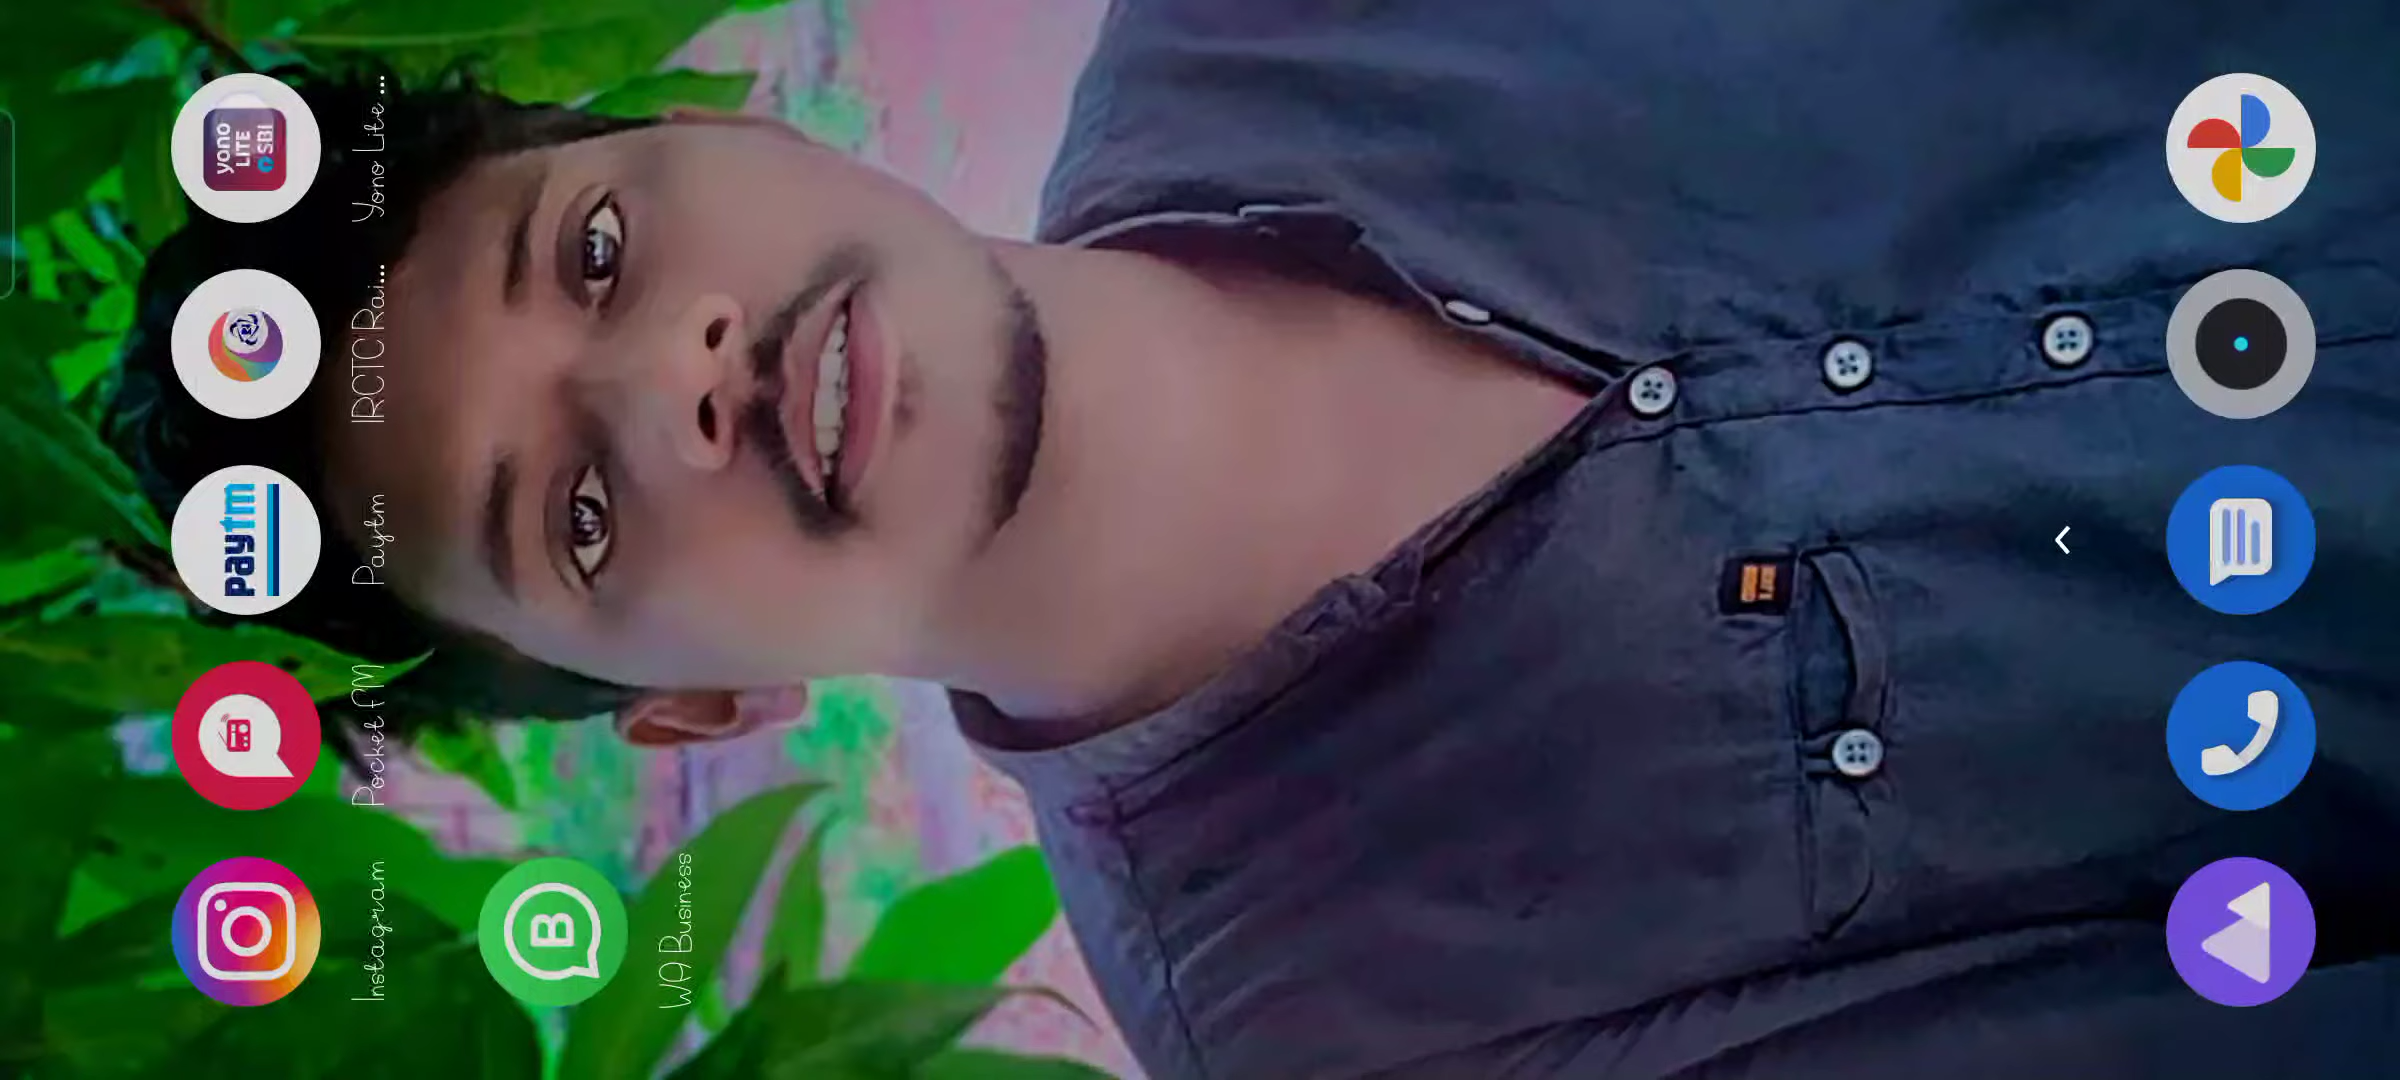 yono
LITE
SBI
Yono Lite ...
IRCTC Rai...
paytm
Paytm
Pocket FM
Instagram
B
WA Business